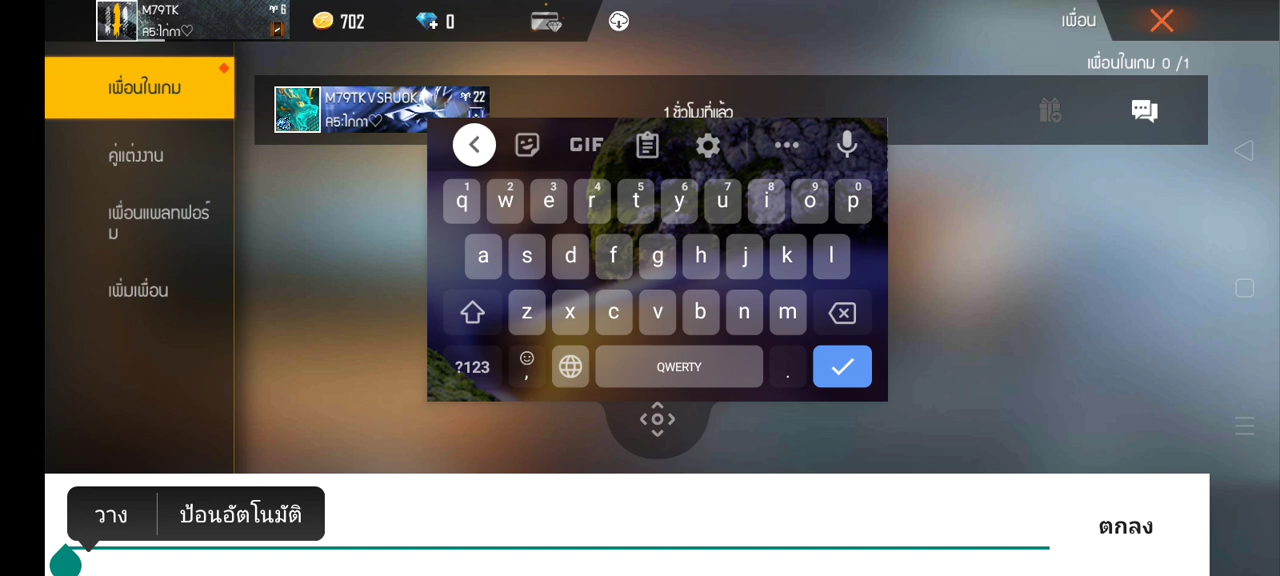 M79TK
6
คร:ไก่กา♡
702
0
เพื่อน
เพื่อนในเกม 0 /1
เพื่อนในเกม
คู่แต่งงาน
เพื่อนแพลทฟอร์
ม
เพิ่มเพื่อน
M79TKVSRUOK
22
คร:ไก่กา♡
1 ชั่วโมงที่แล้ว
GIF
1 2 3 4 5 6 7 8 9 0
q w e r t y u i o p
a s d f g h j k l
z x c v b n m
?123 , QWERTY .
วาง ป้อนอัตโนมัติ
ตกลง